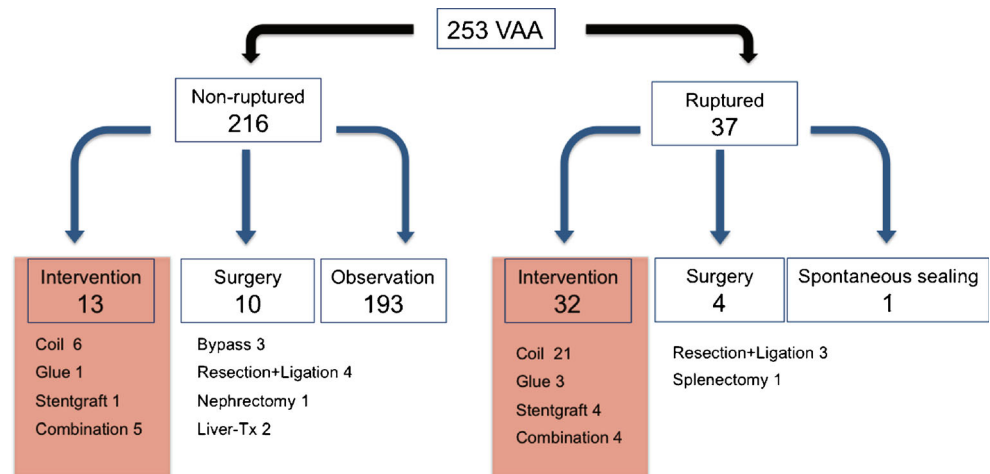 253 VAA
Non-ruptured
216
Ruptured
37
Intervention
13
Surgery
10
Observation
193
Coil 6
Glue 1
Stentgraft 1
Combination 5
Bypass 3
Resection+Ligation 4
Nephrectomy 1
Liver-Tx 2
Intervention
32
Surgery
4
Spontaneous sealing
1
Coil 21
Glue 3
Stentgraft 4
Combination 4
Resection+Ligation 3
Splenectomy 1